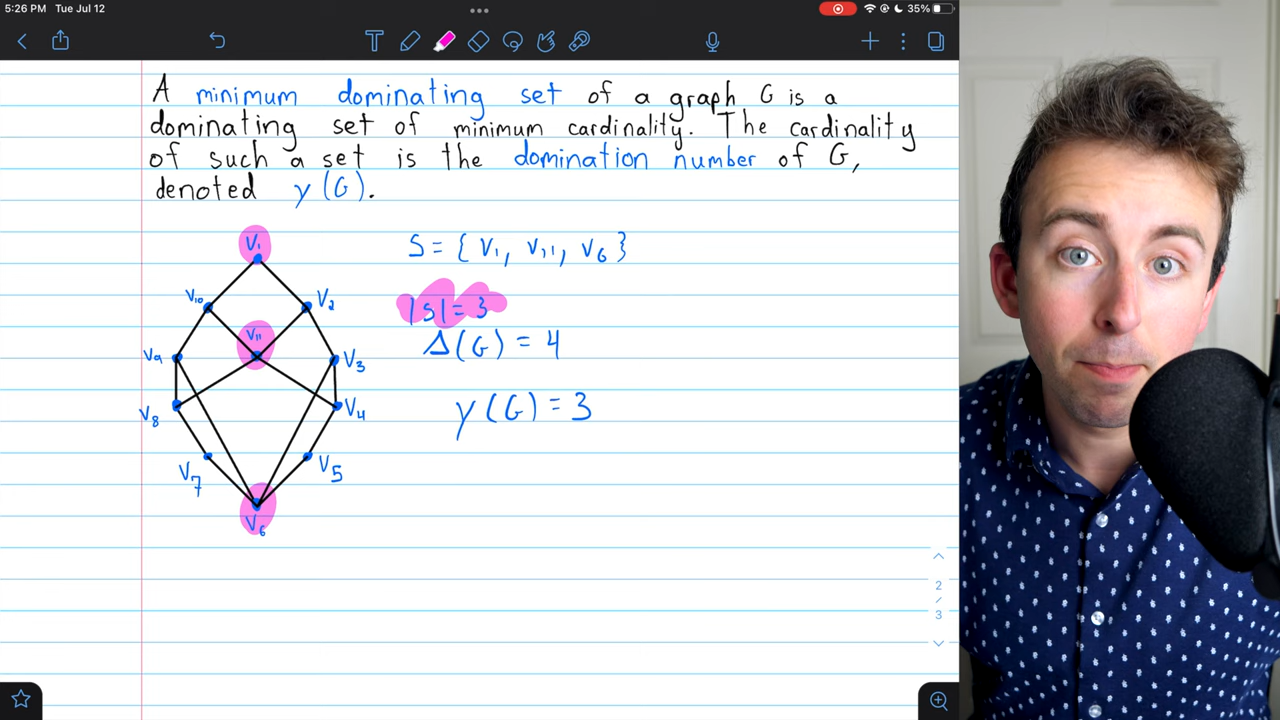 5:26 PM Tue Jul 12
35%
A minimum dominating set of a graph G is a
dominating set of minimum cardinality. The cardinality
of such a set is the domination number of G,
denoted γ(G).
V₁
S = { V₁, V₁₁, V₆ }
V₁₀
V₂
|S| = 3
V₁₁
Δ(G) = 4
V₉
V₃
V₈
V₄
γ(G) = 3
V₇
V₅
V₆
2
/
3